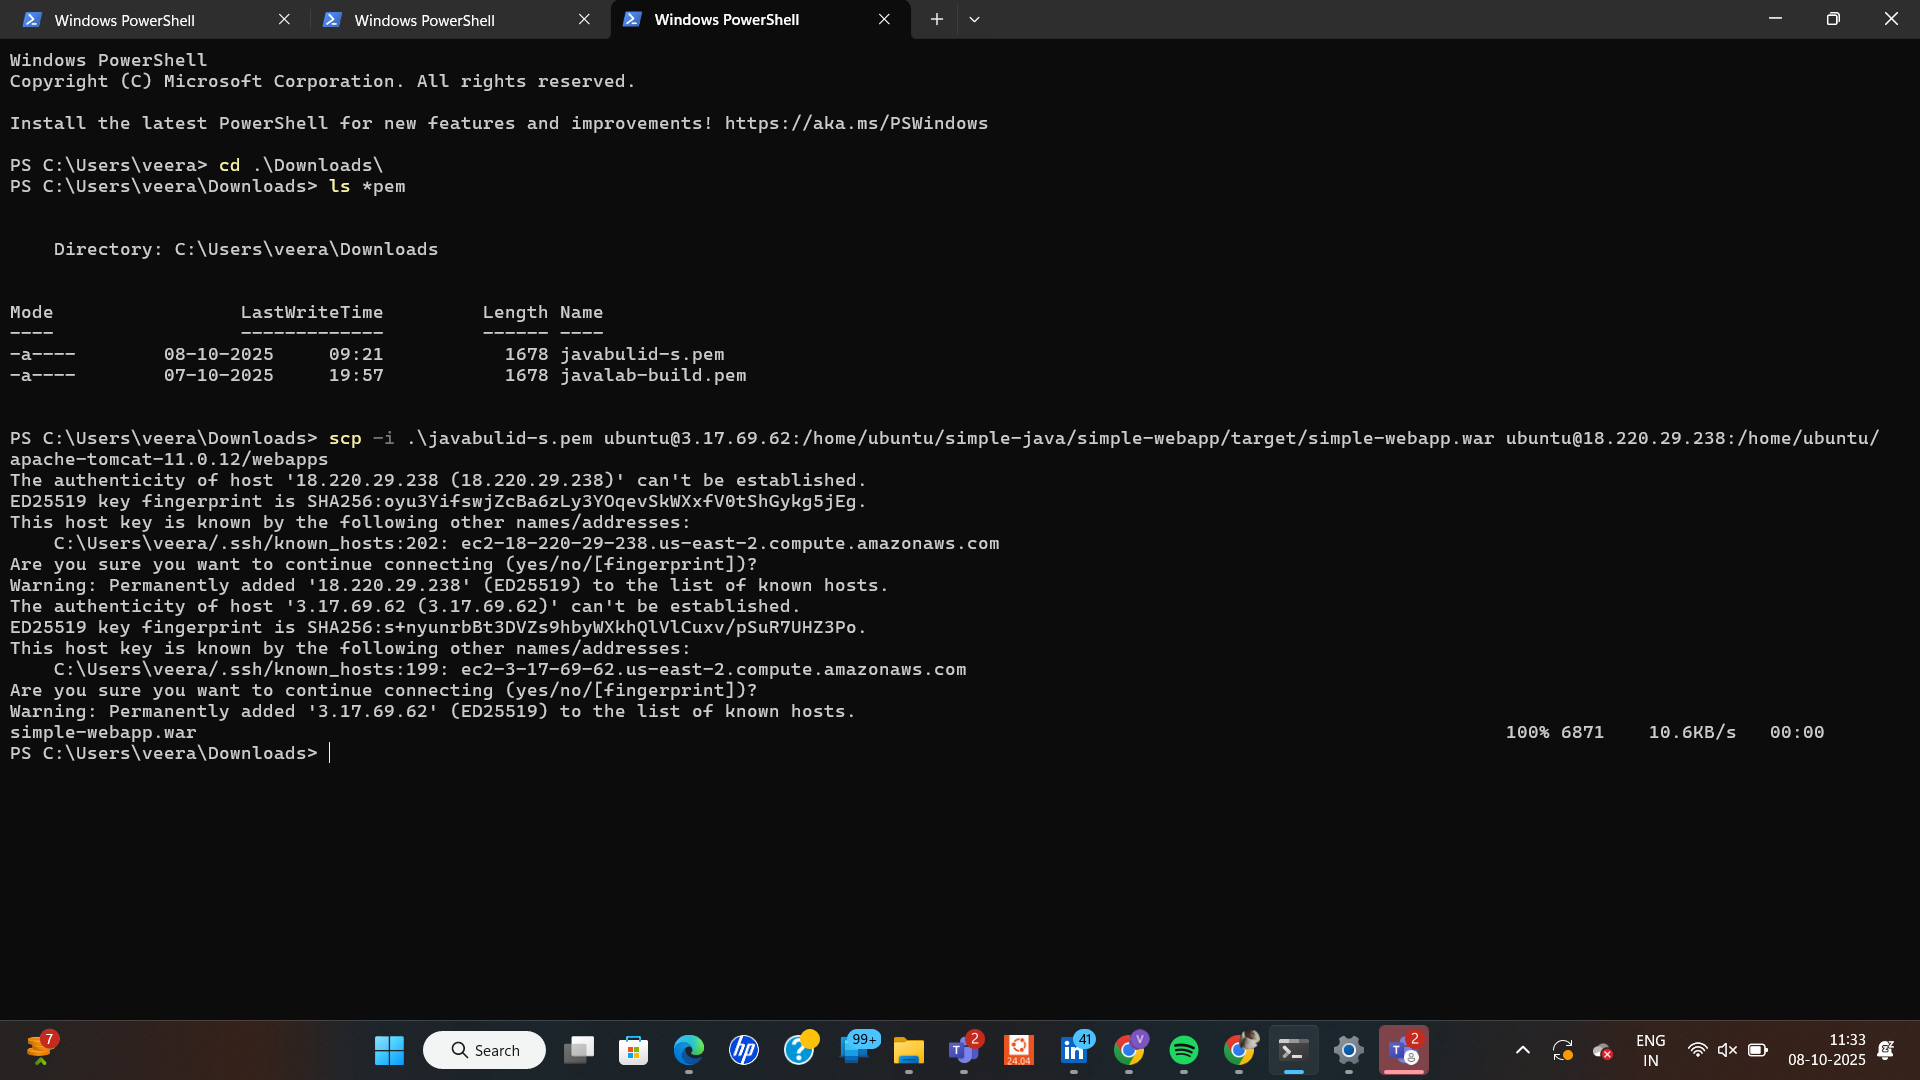 Windows PowerShell
Windows PowerShell
Windows PowerShell
Windows PowerShell
Copyright (C) Microsoft Corporation. All rights reserved.
Install the latest PowerShell for new features and improvements! https://aka.ms/PSWindows
PS C:\Users\veera> cd .\Downloads\
PS C:\Users\veera\Downloads> ls *pem
Directory: C:\Users\veera\Downloads
Mode LastWriteTime Length Name
---- ------------- ------ ----
-a---- 08-10-2025 09:21 1678 javabulid-s.pem
-a---- 07-10-2025 19:57 1678 javalab-build.pem
PS C:\Users\veera\Downloads> scp -i .\javabulid-s.pem ubuntu@3.17.69.62:/home/ubuntu/simple-java/simple-webapp/target/simple-webapp.war ubuntu@18.220.29.238:/home/ubuntu/
apache-tomcat-11.0.12/webapps
The authenticity of host '18.220.29.238 (18.220.29.238)' can't be established.
ED25519 key fingerprint is SHA256:oyu3YifswjZcBa6zLy3YOqevSkWXxfV0tShGykg5jEg.
This host key is known by the following other names/addresses:
C:\Users\veera/.ssh/known_hosts:202: ec2-18-220-29-238.us-east-2.compute.amazonaws.com
Are you sure you want to continue connecting (yes/no/[fingerprint])?
Warning: Permanently added '18.220.29.238' (ED25519) to the list of known hosts.
The authenticity of host '3.17.69.62 (3.17.69.62)' can't be established.
ED25519 key fingerprint is SHA256:s+nyunrbBt3DVZs9hbyWXkhQlVlCuxv/pSuR7UHZ3Po.
This host key is known by the following other names/addresses:
C:\Users\veera/.ssh/known_hosts:199: ec2-3-17-69-62.us-east-2.compute.amazonaws.com
Are you sure you want to continue connecting (yes/no/[fingerprint])?
Warning: Permanently added '3.17.69.62' (ED25519) to the list of known hosts.
simple-webapp.war 100% 6871 10.6KB/s 00:00
PS C:\Users\veera\Downloads>
7
Search
hp
?
99+
T 2
24.04
in 41
V
T 2
ENG
IN
11:33
08-10-2025